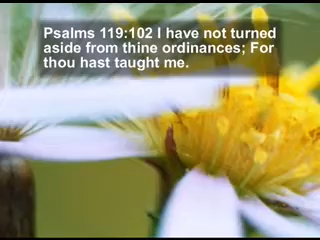 Psalms 119:102 I have not turned
aside from thine ordinances; For
thou hast taught me.